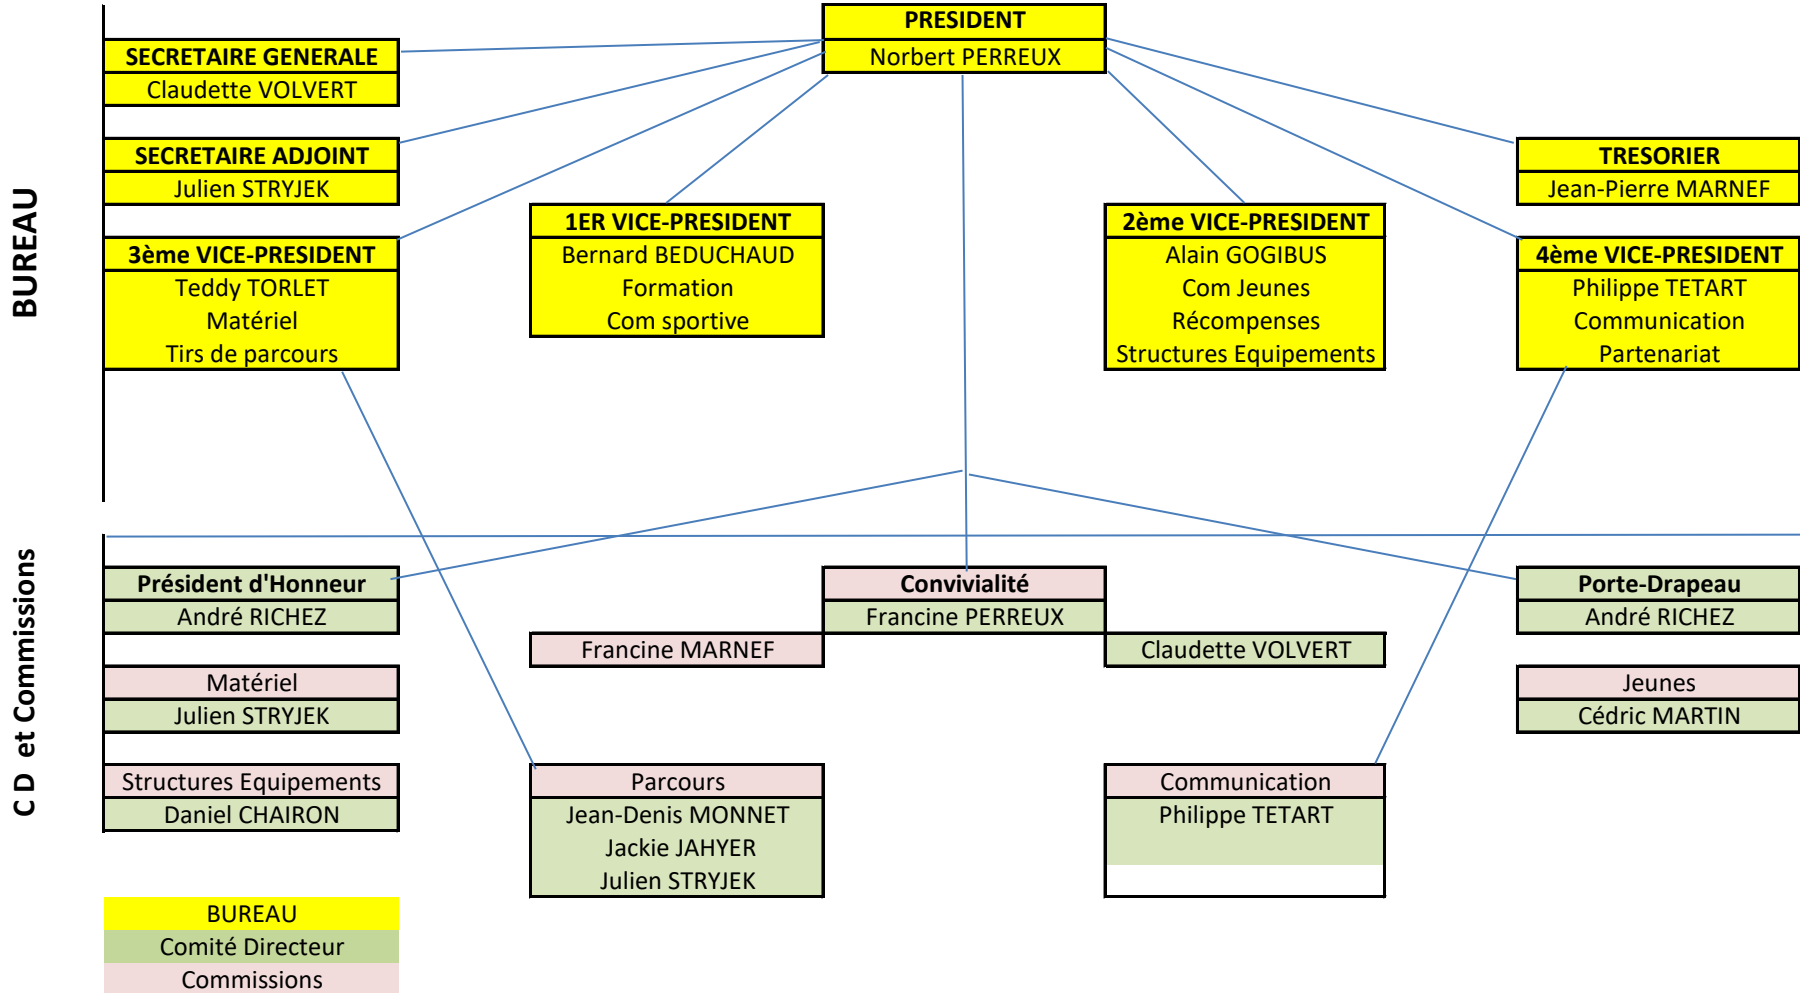 BUREAU
PRESIDENT
Norbert PERREUX
SECRETAIRE GENERALE
Claudette VOLVERT
SECRETAIRE ADJOINT
Julien STRYJEK
TRESORIER
Jean-Pierre MARNEF
3ème VICE-PRESIDENT
Teddy TORLET
Matériel
Tirs de parcours
1ER VICE-PRESIDENT
Bernard BEDUCHAUD
Formation
Com sportive
2ème VICE-PRESIDENT
Alain GOGIBUS
Com Jeunes
Récompenses
Structures Equipements
4ème VICE-PRESIDENT
Philippe TETART
Communication
Partenariat
C D et Commissions
Président d'Honneur
André RICHEZ
Convivialité
Francine PERREUX
Francine MARNEF
Claudette VOLVERT
Porte-Drapeau
André RICHEZ
Matériel
Julien STRYJEK
Jeunes
Cédric MARTIN
Structures Equipements
Daniel CHAIRON
Parcours
Jean-Denis MONNET
Jackie JAHYER
Julien STRYJEK
Communication
Philippe TETART
BUREAU
Comité Directeur
Commissions